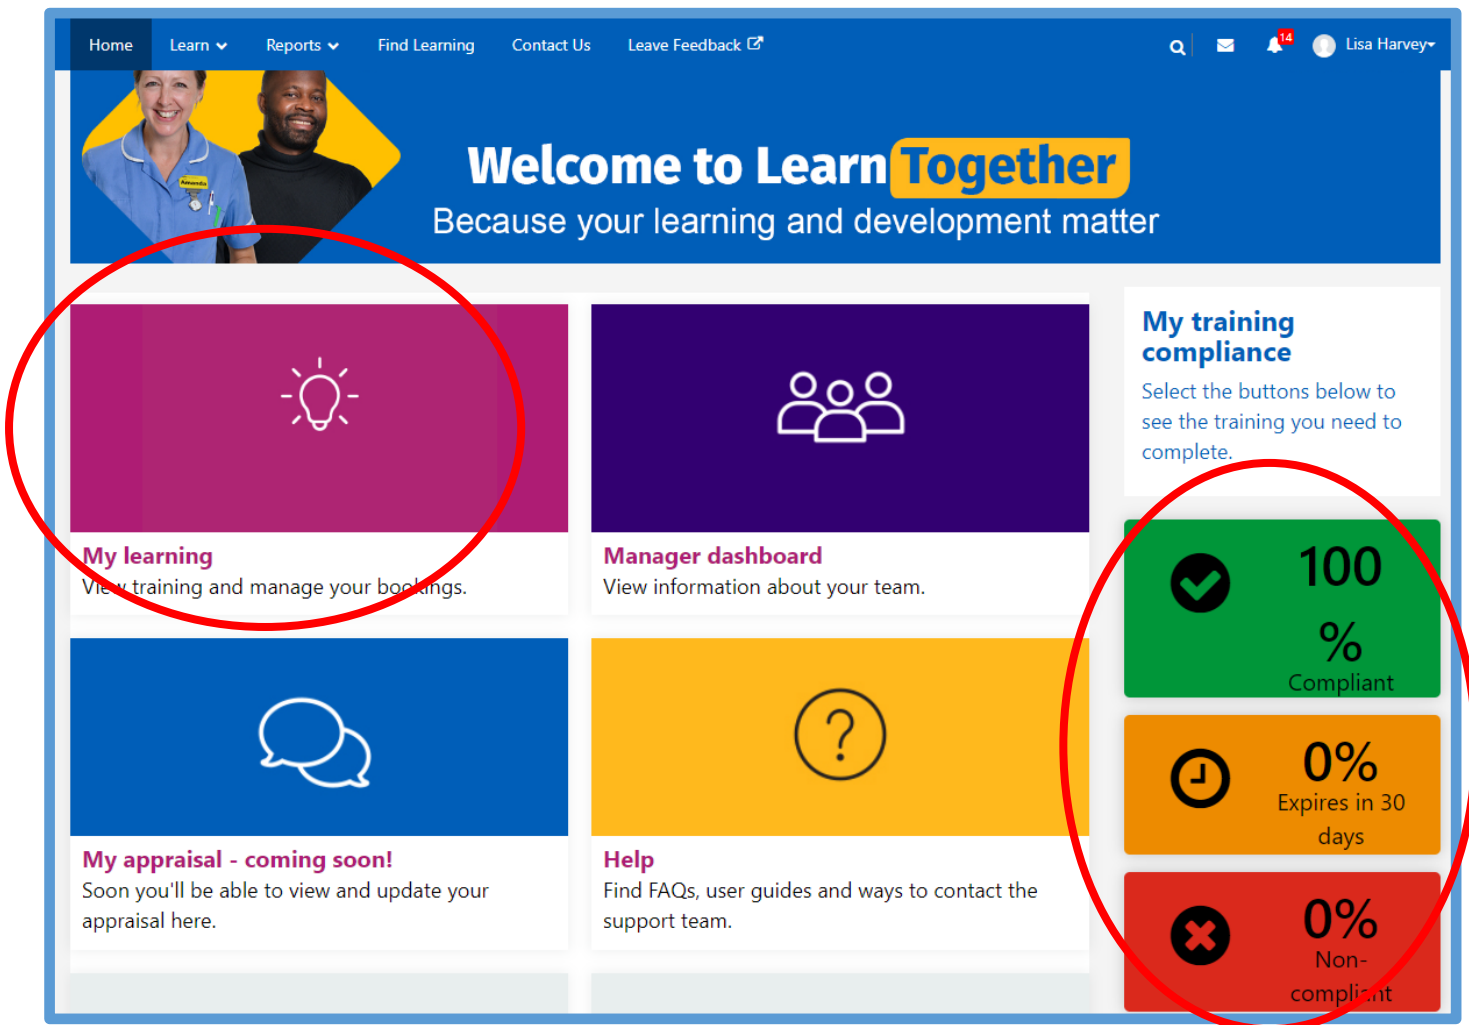 Home Learn Reports Find Learning Contact Us Leave Feedback 14 Lisa Harvey
Amanda
Welcome to Learn Together
Because your learning and development matter
My learning
View training and manage your bookings.
Manager dashboard
View information about your team.
My appraisal - coming soon!
Soon you'll be able to view and update your
appraisal here.
Help
Find FAQs, user guides and ways to contact the
support team.
My training
compliance
Select the buttons below to
see the training you need to
complete.
100
%
Compliant
0%
Expires in 30
days
0%
Non-
compliant